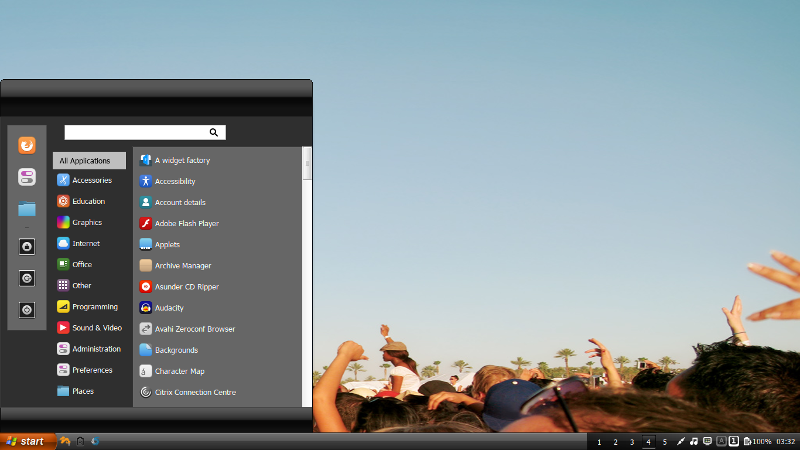 All Applications
Accessories
Education
Graphics
Internet
Office
Other
Programming
Sound & Video
Administration
Preferences
Places
A widget factory
Accessibility
Account details
Adobe Flash Player
Applets
Archive Manager
Asunder CD Ripper
Audacity
Avahi Zeroconf Browser
Backgrounds
Character Map
Citrix Connection Centre
start
1 2 3 4 5 A 1 100% 03:32